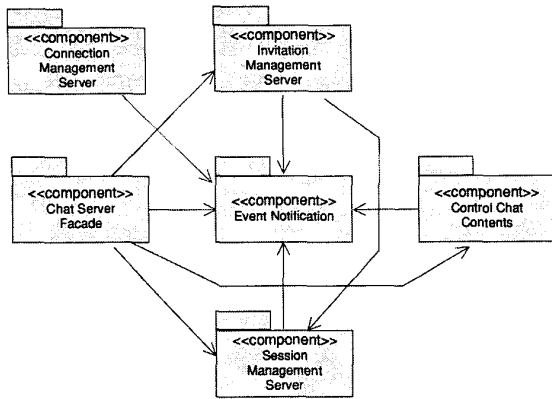 <<component>>
Connection
Management
Server
<<component>>
Invitation
Management
Server
<<component>>
Chat Server
Facade
<<component>>
Event Notification
<<component>>
Control Chat
Contents
<<component>>
Session
Management
Server